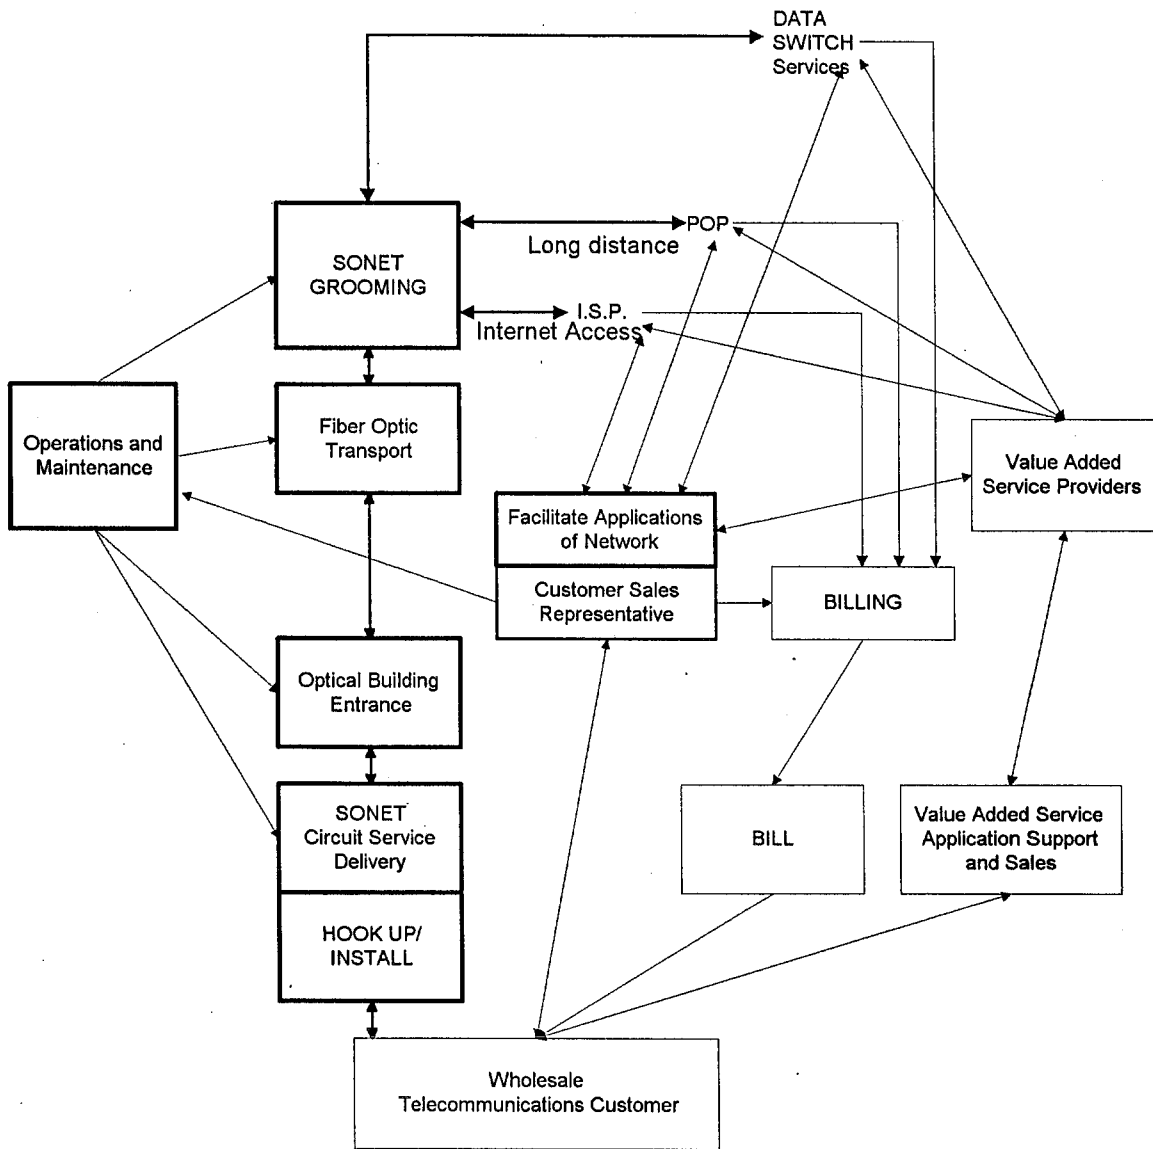 DATA
SWITCH
Services
POP
Long distance
SONET
GROOMING
I.S.P.
Internet Access
Operations and
Maintenance
Fiber Optic
Transport
Value Added
Service Providers
Facilitate Applications
of Network
Customer Sales
Representative
BILLING
Optical Building
Entrance
SONET
Circuit Service
Delivery
BILL
Value Added Service
Application Support
and Sales
HOOK UP/
INSTALL
Wholesale
Telecommunications Customer